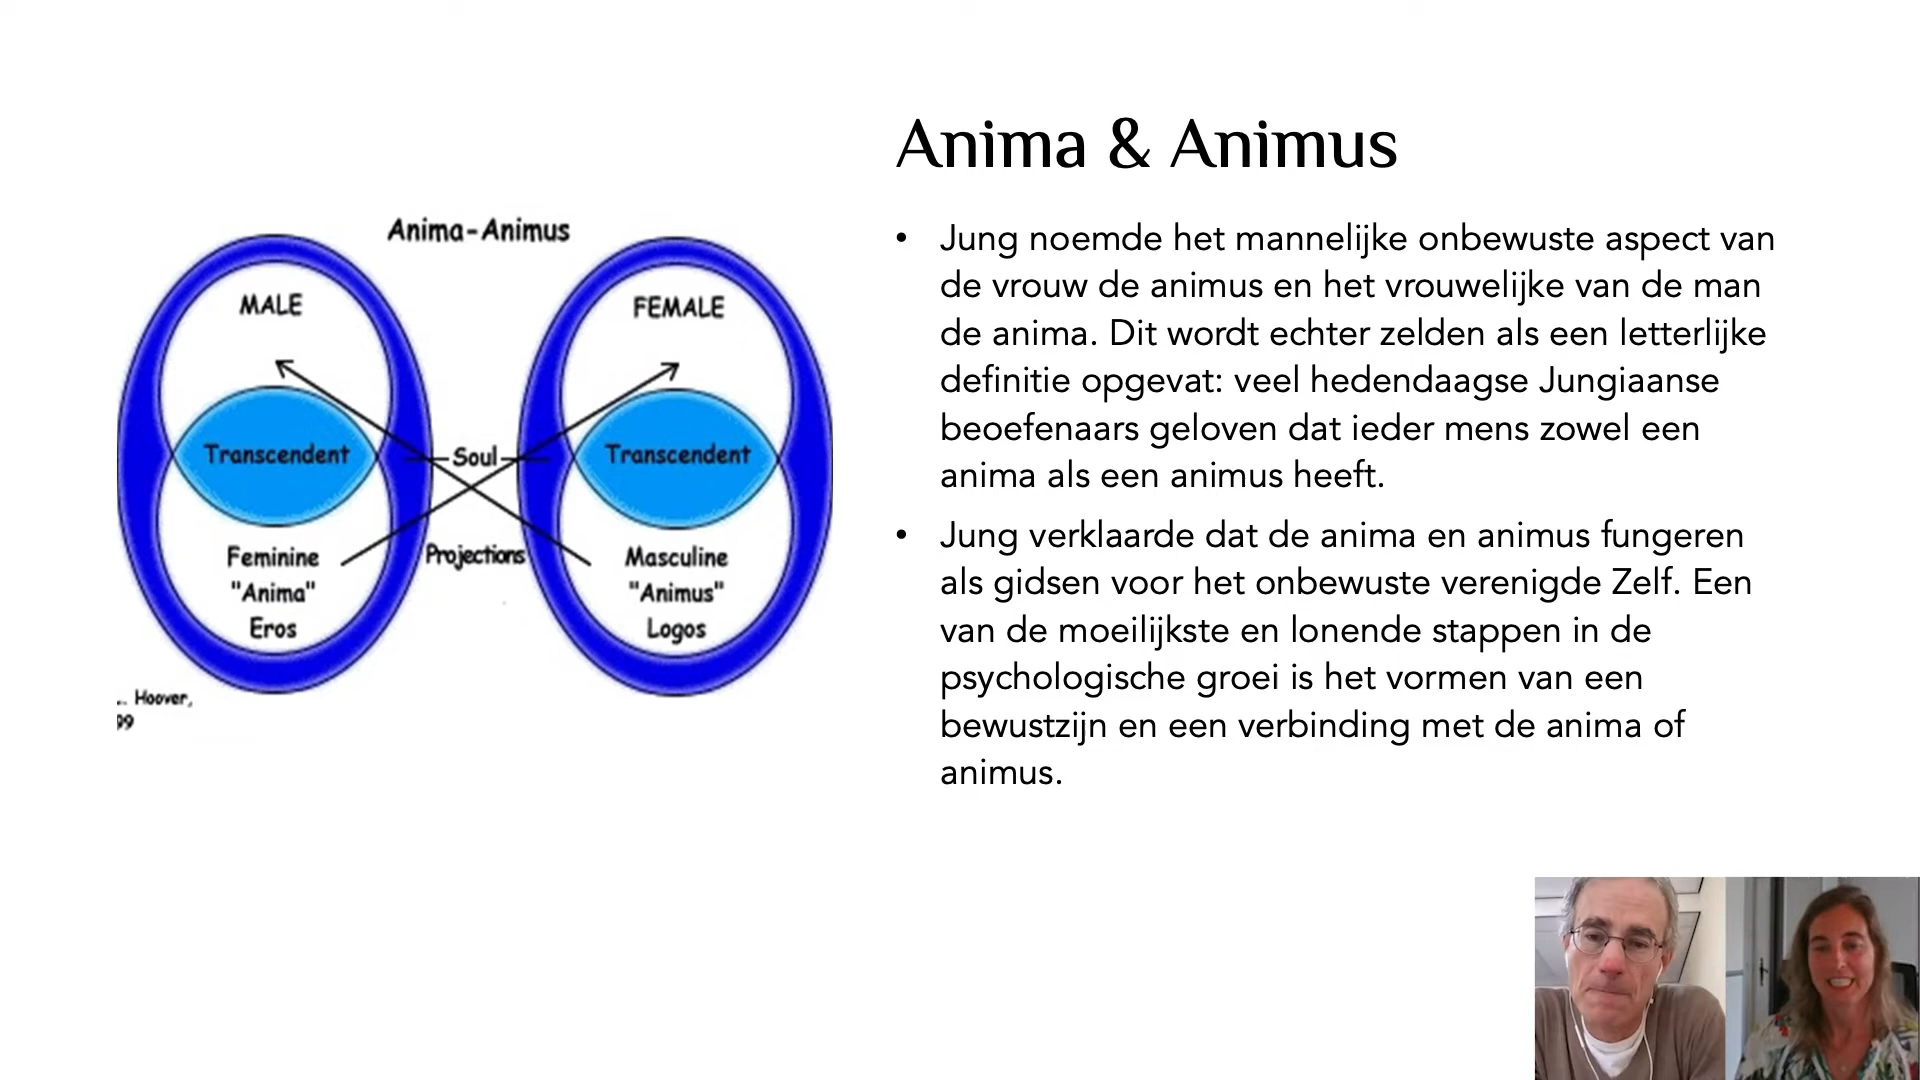 Anima & Animus
Anima-Animus
MALE
FEMALE
Transcendent
Soul
Transcendent
Feminine
"Anima"
Eros
Projections
Masculine
"Animus"
Logos
Hoover,
99
• Jung noemde het mannelijke onbewuste aspect van
de vrouw de animus en het vrouwelijke van de man
de anima. Dit wordt echter zelden als een letterlijke
definitie opgevat: veel hedendaagse Jungiaanse
beoefenaars geloven dat ieder mens zowel een
anima als een animus heeft.
• Jung verklaarde dat de anima en animus fungeren
als gidsen voor het onbewuste verenigde Zelf. Een
van de moeilijkste en lonende stappen in de
psychologische groei is het vormen van een
bewustzijn en een verbinding met de anima of
animus.